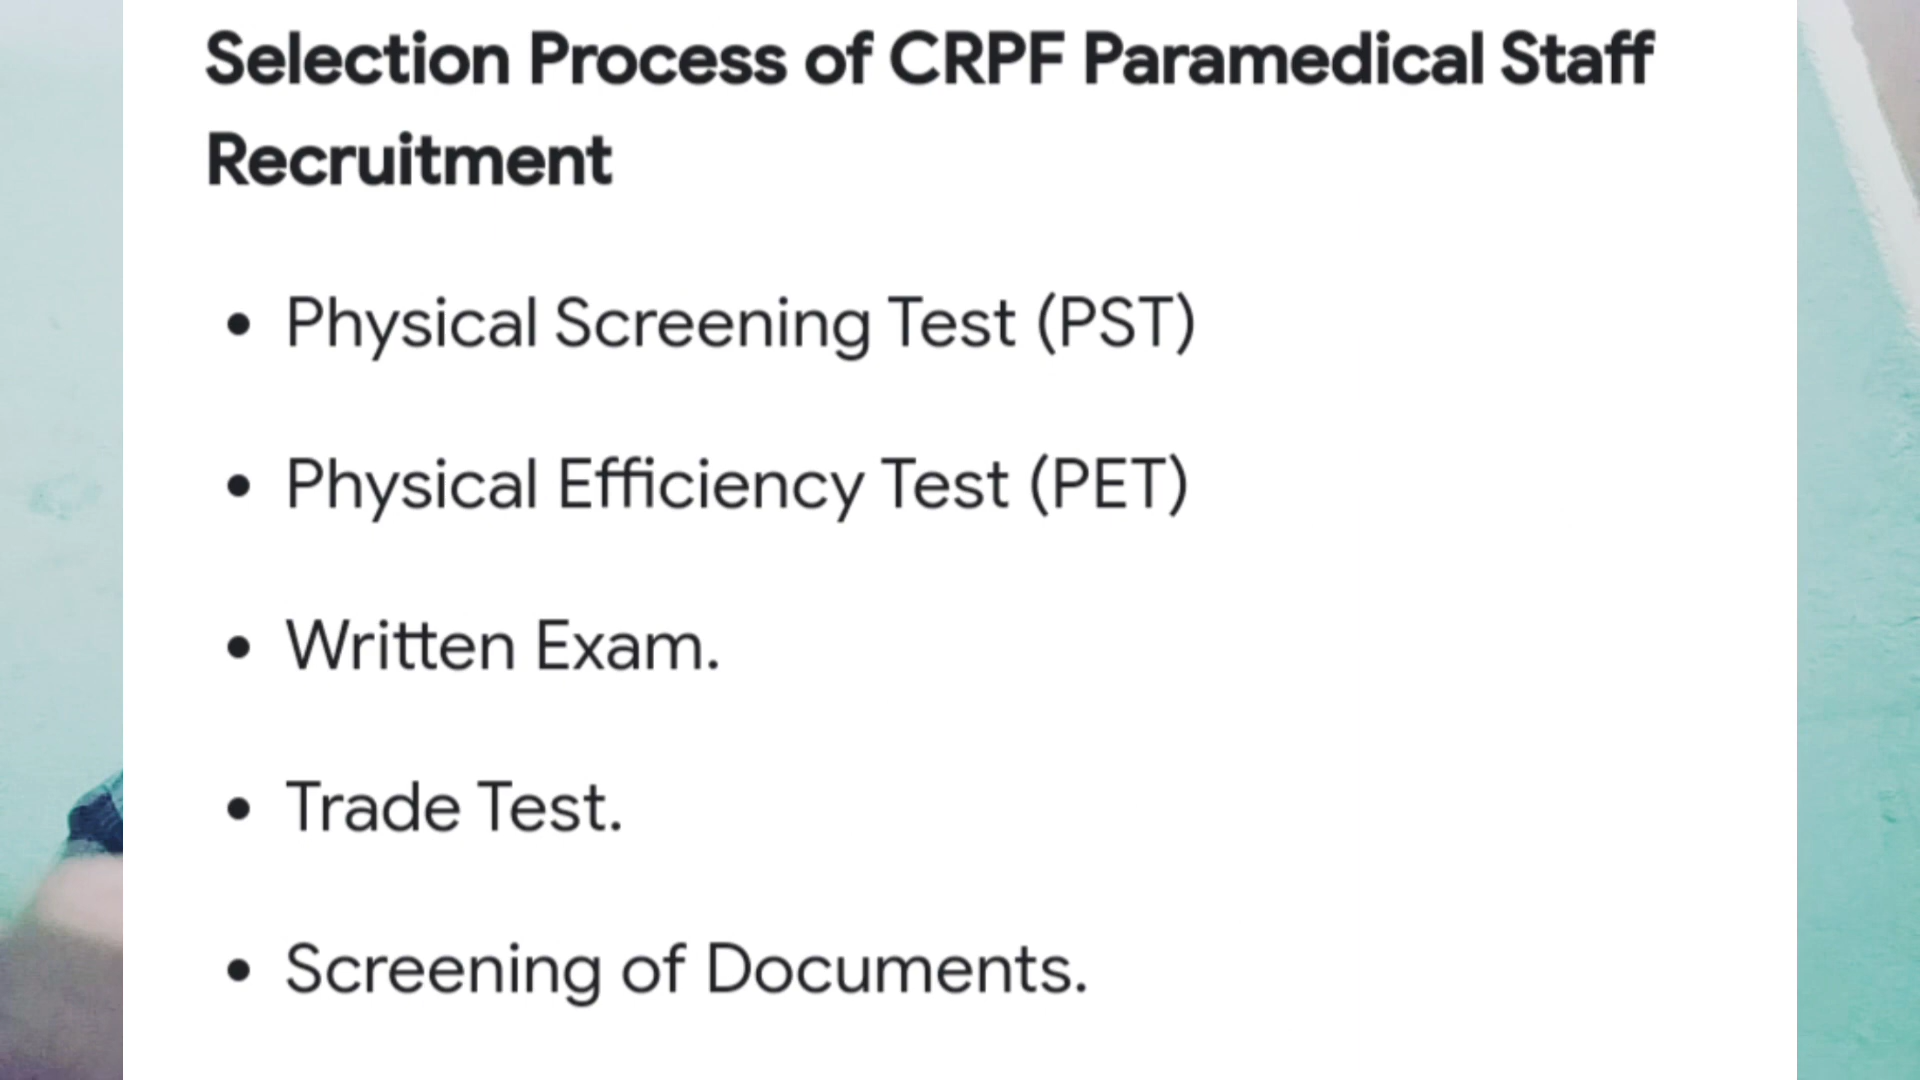 Selection Process of CRPF Paramedical Staff
Recruitment
• Physical Screening Test (PST)
• Physical Efficiency Test (PET)
• Written Exam.
• Trade Test.
• Screening of Documents.